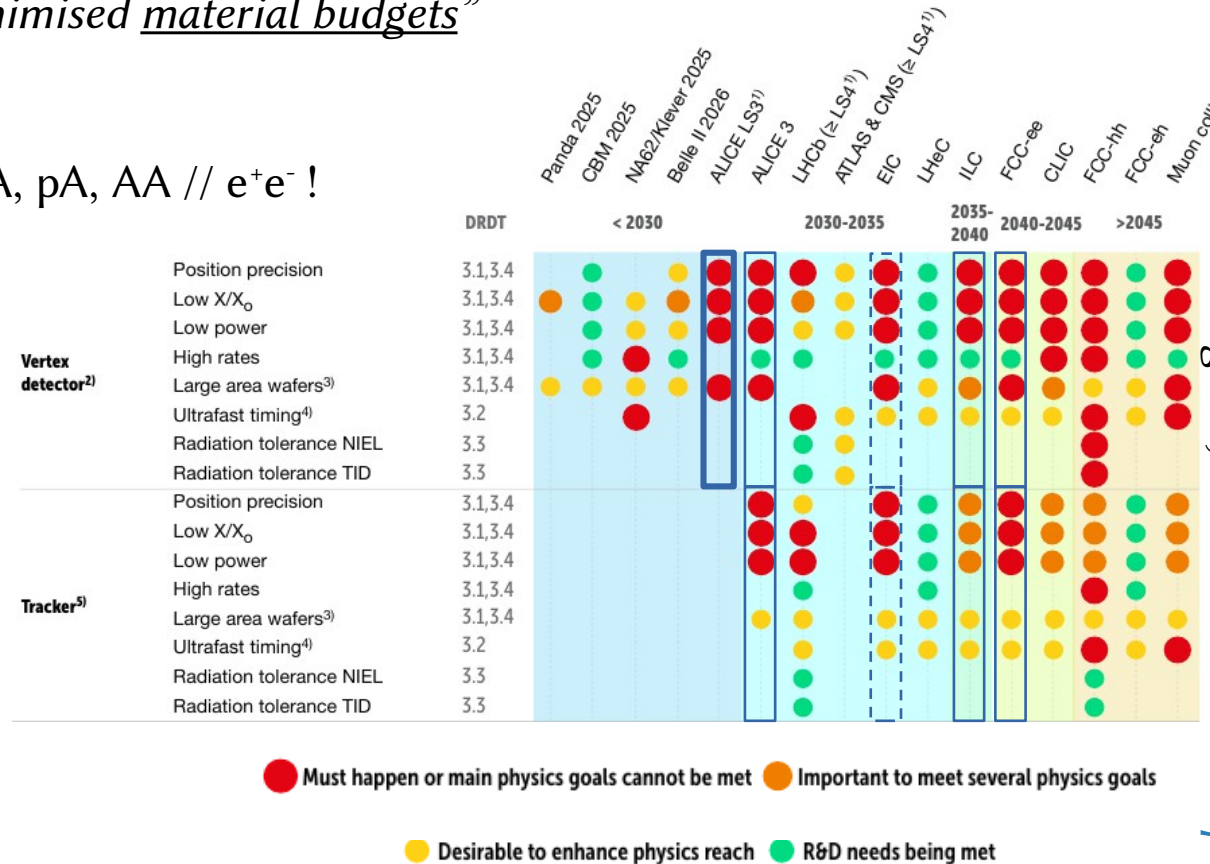 nimised material budgets”
A, pA, AA // e⁺e⁻ !
Panda 2025
CBM 2025
NA62/Klever 2025
Belle II 2026
ALICE LS3¹⁾
ALICE 3
LHCb (≥ LS4¹⁾)
ATLAS & CMS (≥ LS4¹⁾)
EIC
LHeC
ILC
FCC-ee
CLIC
FCC-hh
FCC-eh
Muon coll
DRDT < 2030 2030-2035 2035-2040 2040-2045 >2045
Vertex detector²⁾
Position precision 3.1,3.4
Low X/Xₒ 3.1,3.4
Low power 3.1,3.4
High rates 3.1,3.4
Large area wafers³⁾ 3.1,3.4
Ultrafast timing⁴⁾ 3.2
Radiation tolerance NIEL 3.3
Radiation tolerance TID 3.3
Tracker⁵⁾
Position precision 3.1,3.4
Low X/Xₒ 3.1,3.4
Low power 3.1,3.4
High rates 3.1,3.4
Large area wafers³⁾ 3.1,3.4
Ultrafast timing⁴⁾ 3.2
Radiation tolerance NIEL 3.3
Radiation tolerance TID 3.3
Must happen or main physics goals cannot be met Important to meet several physics goals
Desirable to enhance physics reach R&D needs being met